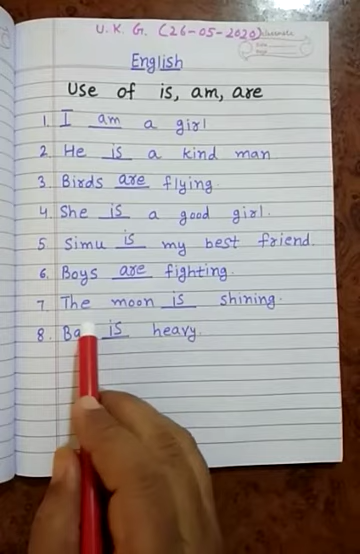 U. K. G. (26-05-2020)
English
Use of is, am, are
1. I am a girl
2. He is a kind man
3. Birds are flying.
4. She is a good girl.
5. Simu is my best friend.
6. Boys are fighting.
7. The moon is shining.
8. is heavy.